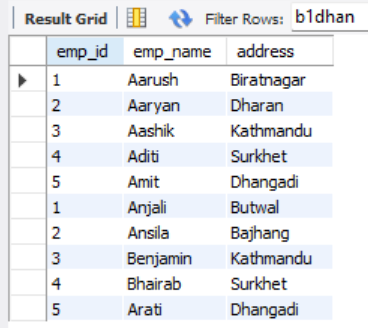 Result Grid Filter Rows: b1dhan
emp_id emp_name address
1 Aarush Biratnagar
2 Aaryan Dharan
3 Aashik Kathmandu
4 Aditi Surkhet
5 Amit Dhangadi
1 Anjali Butwal
2 Ansila Bajhang
3 Benjamin Kathmandu
4 Bhairab Surkhet
5 Arati Dhangadi